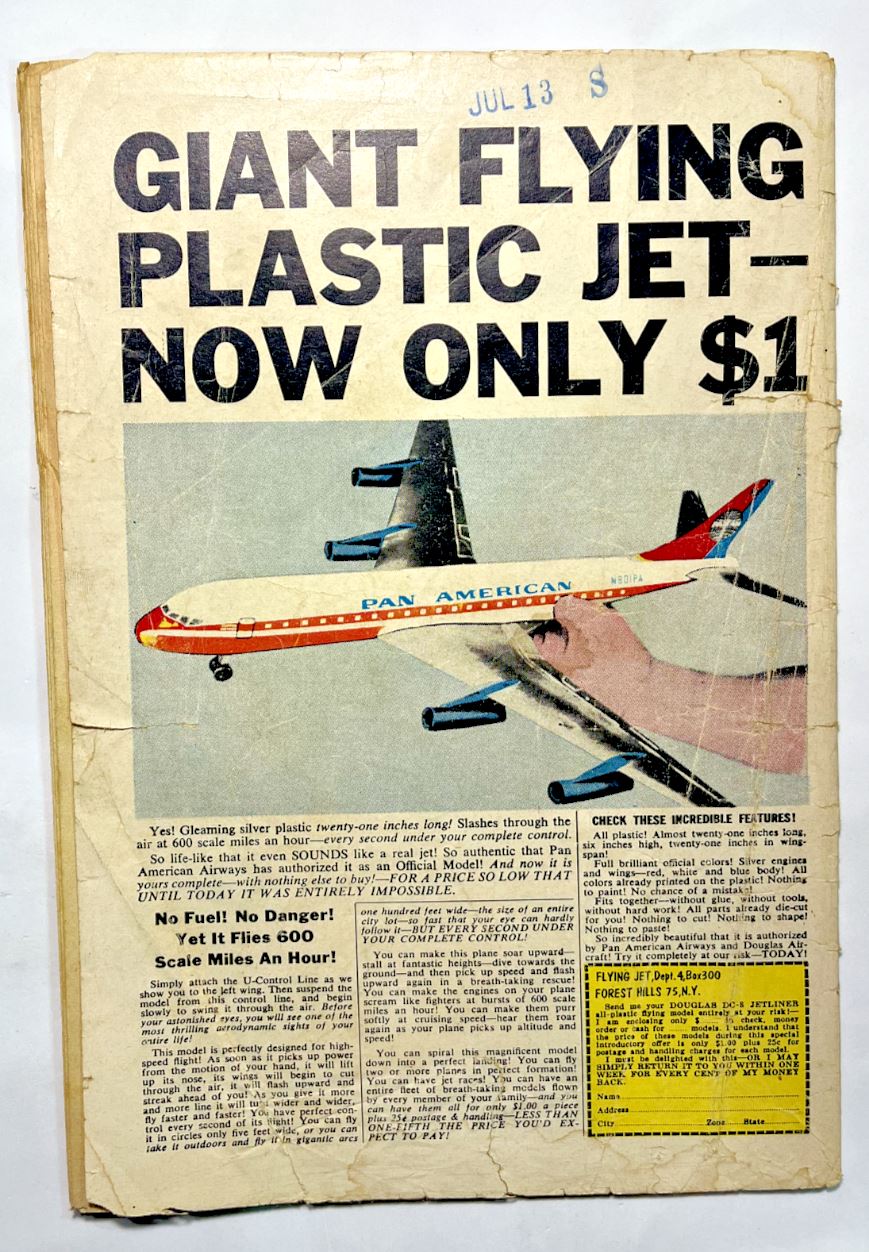 JUL 13 S
GIANT FLYING
PLASTIC JET—
NOW ONLY $1
PAN AMERICAN
N801PA
Yes! Gleaming silver plastic twenty-one inches long! Slashes through the
air at 600 scale miles an hour—every second under your complete control.
So life-like that it even SOUNDS like a real jet! So authentic that Pan
American Airways has authorized it as an Official Model! And now it is
yours complete—with nothing else to buy!—FOR A PRICE SO LOW THAT
UNTIL TODAY IT WAS ENTIRELY IMPOSSIBLE.
No Fuel! No Danger!
Yet It Flies 600
Scale Miles An Hour!
Simply attach the U-Control Line as we
show you to the left wing. Then suspend the
model from this control line, and begin
slowly to swing it through the air. Before
your astonished eyes, you will see one of the
most thrilling aerodynamic sights of your
entire life!
This model is perfectly designed for high-
speed flight! As soon as it picks up power
from the motion of your hand, it will lift
up its nose, its wings will begin to cut
through the air, it will flash upward and
streak ahead of you! As you give it more
and more line it will turn wider and wider,
fly faster and faster! You have perfect con-
trol every second of its flight! You can fly
it in circles only five feet wide, or you can
take it outdoors and fly it in gigantic arcs
one hundred feet wide—the size of an entire
city lot—so fast that your eye can hardly
follow it—BUT EVERY SECOND UNDER
YOUR COMPLETE CONTROL!
You can make this plane soar upward—
stall at fantastic heights—dive towards the
ground—and then pick up speed and flash
upward again in a breath-taking rescue!
You can make the engines on your plane
scream like fighters at bursts of 600 scale
miles an hour! You can make them purr
softly at cruising speed—hear them roar
again as your plane picks up altitude and
speed!
You can spiral this magnificent model
down into a perfect landing! You can fly
two or more planes in perfect formation!
You can have jet races! You can have an
entire fleet of breath-taking models flown
by every member of your family—and you
can have them all for only $1.00 a piece
plus 25¢ postage & handling—LESS THAN
ONE-FIFTH THE PRICE YOU'D EX-
PECT TO PAY!
CHECK THESE INCREDIBLE FEATURES!
All plastic! Almost twenty-one inches long,
six inches high, twenty-one inches in wing-
span!
Full brilliant official colors! Silver engines
and wings—red, white and blue body! All
colors already printed on the plastic! Nothing
to paint! No chance of a mistake!
Fits together—without glue, without tools,
without hard work! All parts already die-cut
for you! Nothing to cut! Nothing to shape!
Nothing to paste!
So incredibly beautiful that it is authorized
by Pan American Airways and Douglas Air-
craft! Try it completely at our risk—TODAY!
FLYING JET, Dept. 4, Box 300
FOREST HILLS 75, N.Y.
Send me your DOUGLAS DC-8 JETLINER
all-plastic flying model entirely at your risk!—
I am enclosing only $ in check, money
order or cash for models. I understand that
the price of these models during this special
introductory offer is only $1.00 plus 25c for
postage and handling charges for each model.
I must be delighted with this—OR I MAY
SIMPLY RETURN IT TO YOU WITHIN ONE
WEEK FOR EVERY CENT OF MY MONEY
BACK.
Name
Address
City Zone State